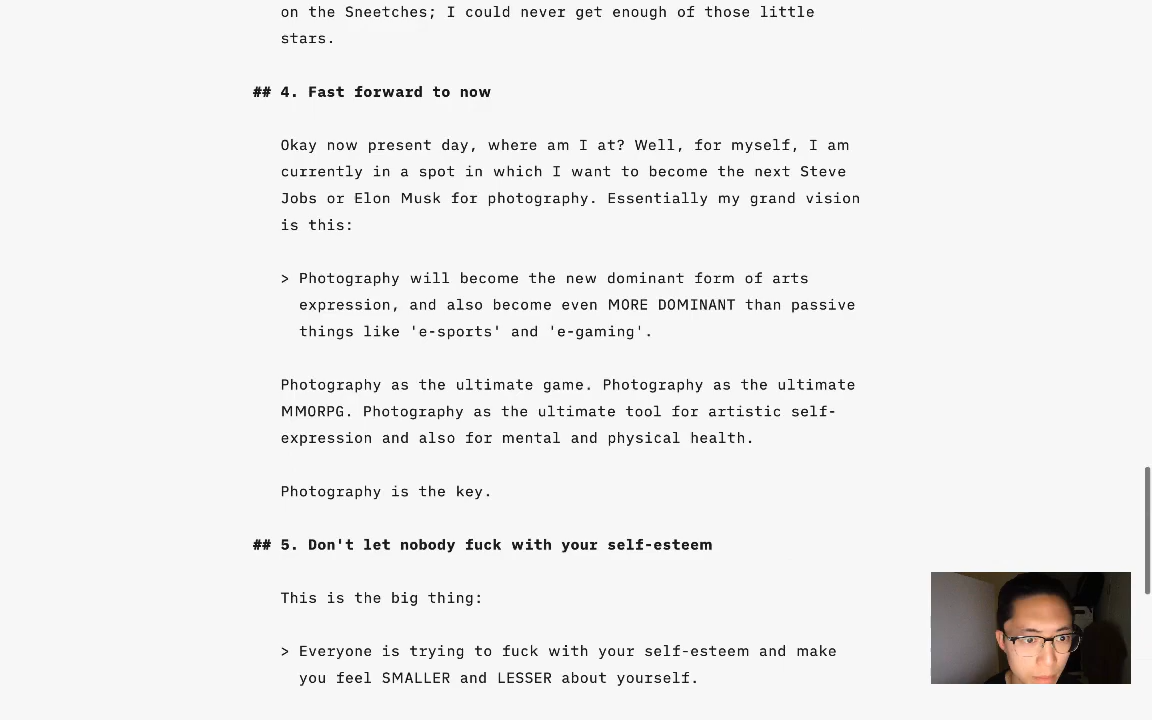 on the Sneetches; I could never get enough of those little
stars.
## 4. Fast forward to now
Okay now present day, where am I at? Well, for myself, I am
currently in a spot in which I want to become the next Steve
Jobs or Elon Musk for photography. Essentially my grand vision
is this:
> Photography will become the new dominant form of arts
expression, and also become even MORE DOMINANT than passive
things like 'e-sports' and 'e-gaming'.
Photography as the ultimate game. Photography as the ultimate
MMORPG. Photography as the ultimate tool for artistic self-
expression and also for mental and physical health.
Photography is the key.
## 5. Don't let nobody fuck with your self-esteem
This is the big thing:
> Everyone is trying to fuck with your self-esteem and make
you feel SMALLER and LESSER about yourself.